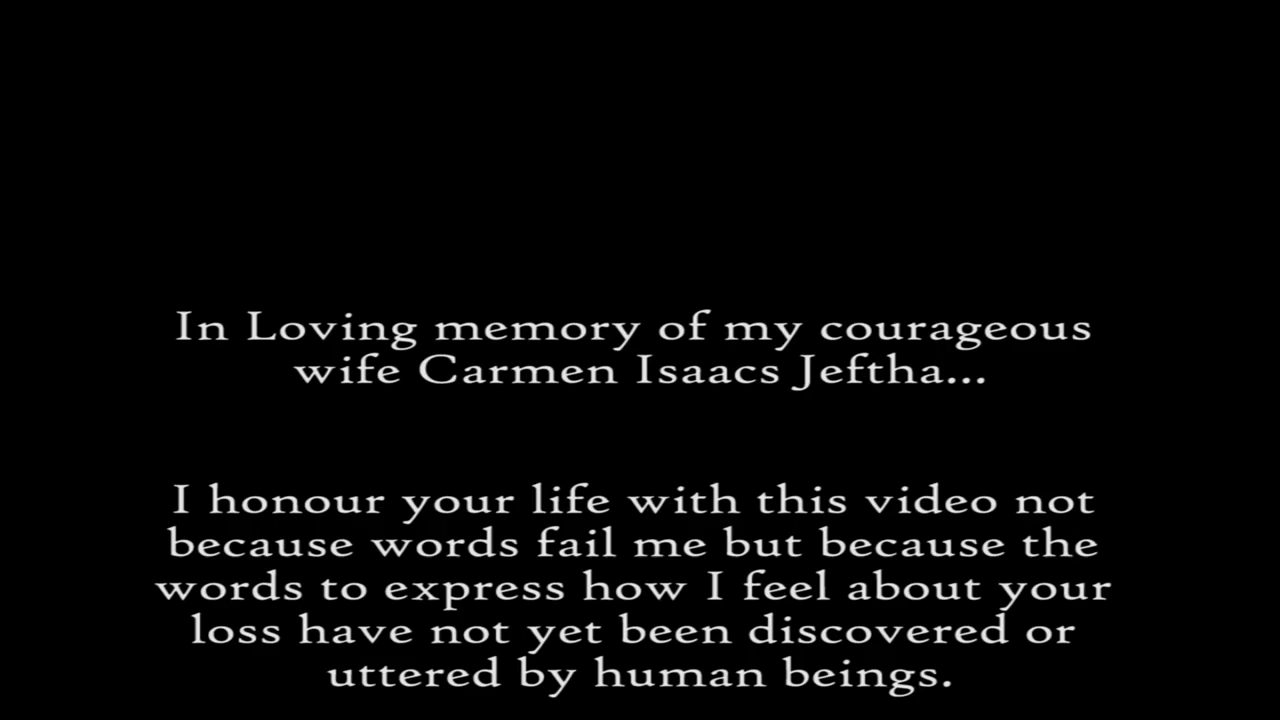 In Loving memory of my courageous
wife Carmen Isaacs Jeftha...
I honour your life with this video not
because words fail me but because the
words to express how I feel about your
loss have not yet been discovered or
uttered by human beings.